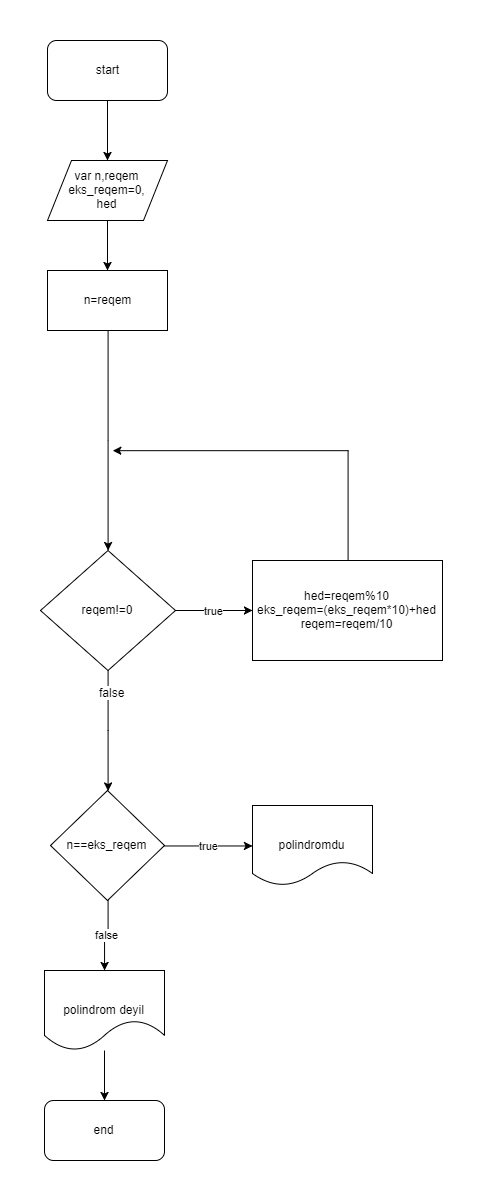 start
var n,reqem
eks_reqem=0,
hed
n=reqem
reqem!=0
true
hed=reqem%10
eks_reqem=(eks_reqem*10)+hed
reqem=reqem/10
false
n==eks_reqem
true
polindromdu
false
polindrom deyil
end